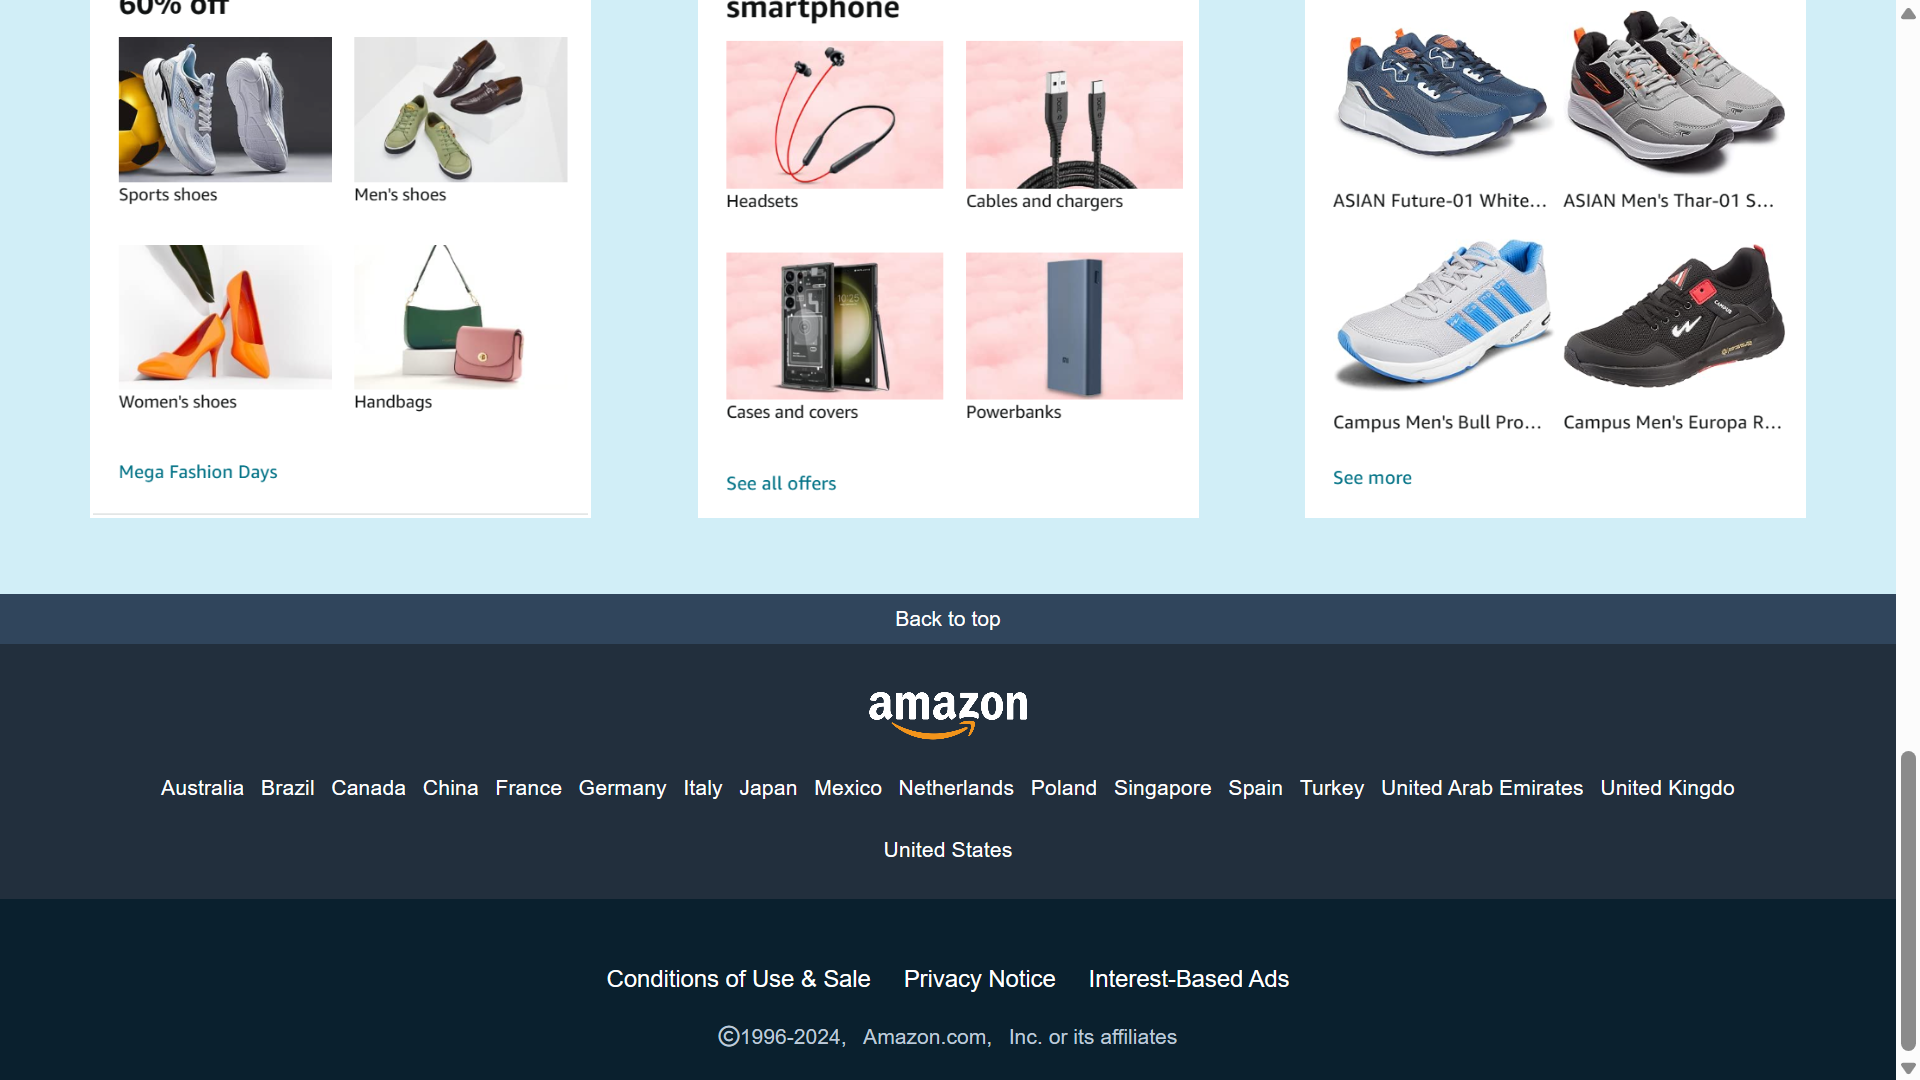 60% off
Sports shoes Men's shoes
Women's shoes Handbags
Mega Fashion Days
smartphone
Headsets Cables and chargers
Cases and covers Powerbanks
See all offers
ASIAN Future-01 White... ASIAN Men's Thar-01 S...
Campus Men's Bull Pro... Campus Men's Europa R...
See more
Back to top
amazon
Australia Brazil Canada China France Germany Italy Japan Mexico Netherlands Poland Singapore Spain Turkey United Arab Emirates United Kingdo
United States
Conditions of Use & Sale Privacy Notice Interest-Based Ads
©1996-2024, Amazon.com, Inc. or its affiliates